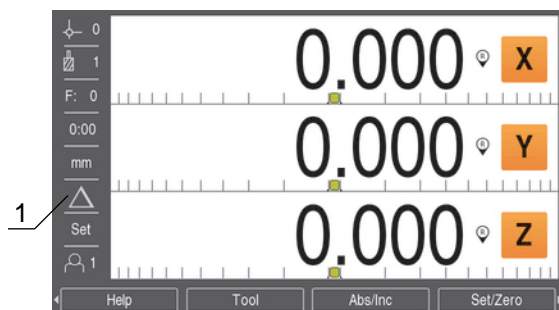 0
1
F: 0
0:00
mm
Set
1
1
0.000 R X
0.000 R Y
0.000 R Z
Help Tool Abs/Inc Set/Zero